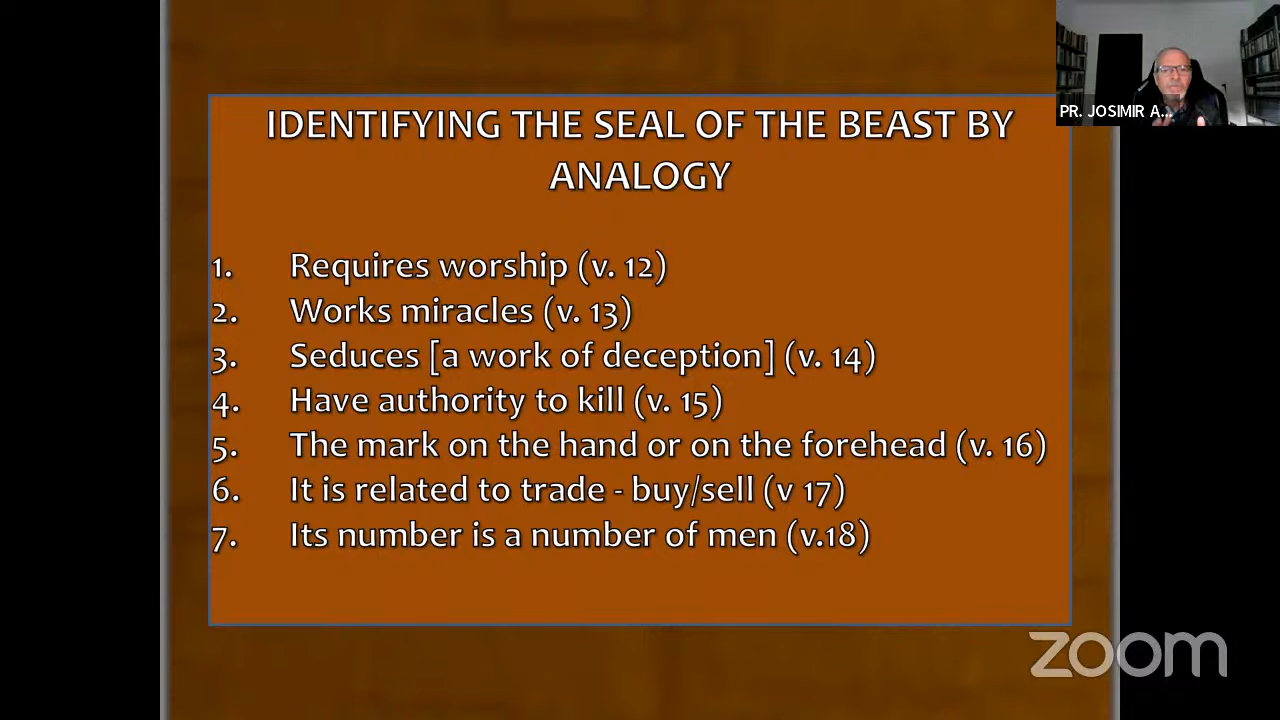 IDENTIFYING THE SEAL OF THE BEAST BY
ANALOGY
1. Requires worship (v. 12)
2. Works miracles (v. 13)
3. Seduces [a work of deception] (v. 14)
4. Have authority to kill (v. 15)
5. The mark on the hand or on the forehead (v. 16)
6. It is related to trade - buy/sell (v 17)
7. Its number is a number of men (v.18)
PR. JOSIMIR A...
zoom